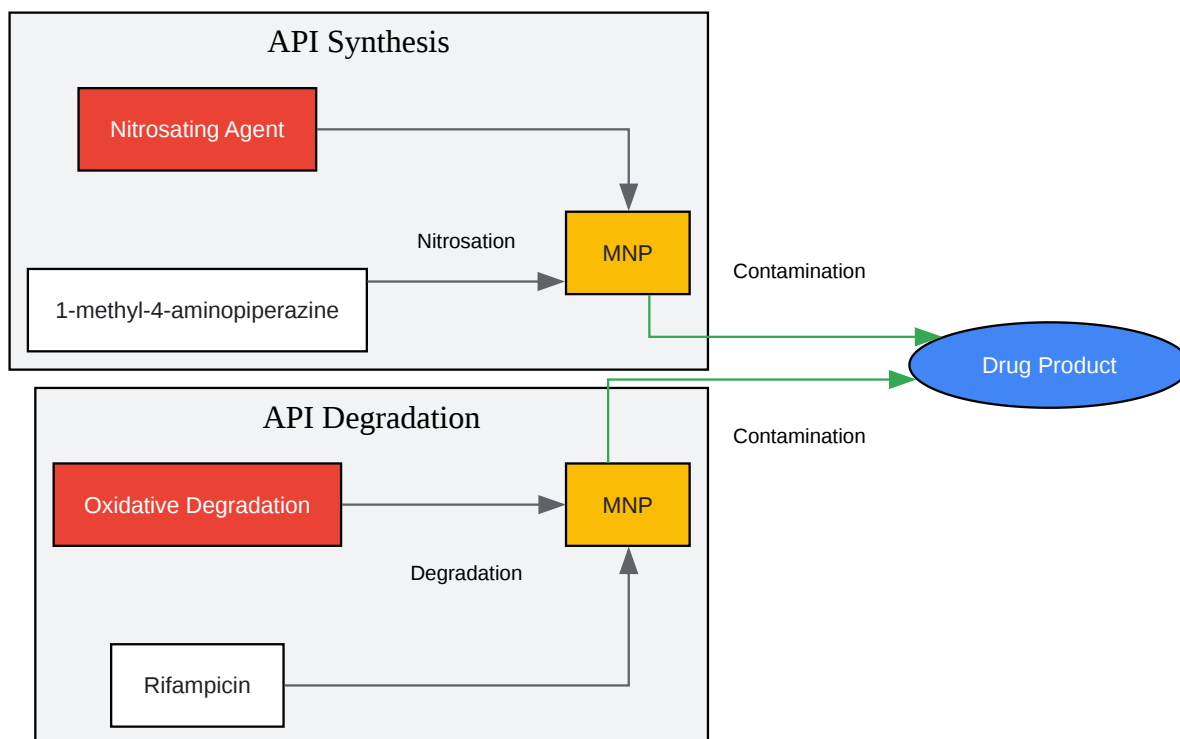 API Synthesis
Nitrosating Agent
Nitrosation
MNP
1-methyl-4-aminopiperazine
Contamination
Drug Product
API Degradation
Contamination
Oxidative Degradation
MNP
Degradation
Rifampicin